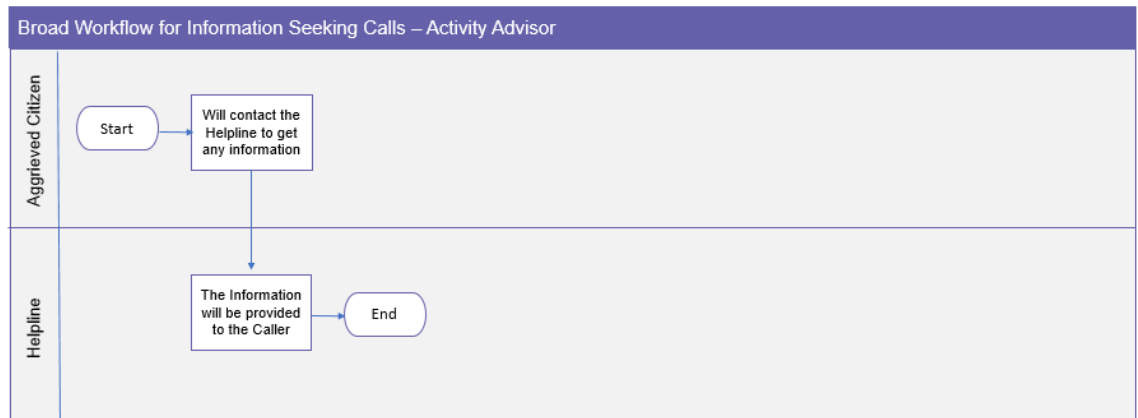 Broad Workflow for Information Seeking Calls – Activity Advisor
Aggrieved Citizen
Start
Will contact the
Helpline to get
any information
Helpline
The Information
will be provided
to the Caller
End